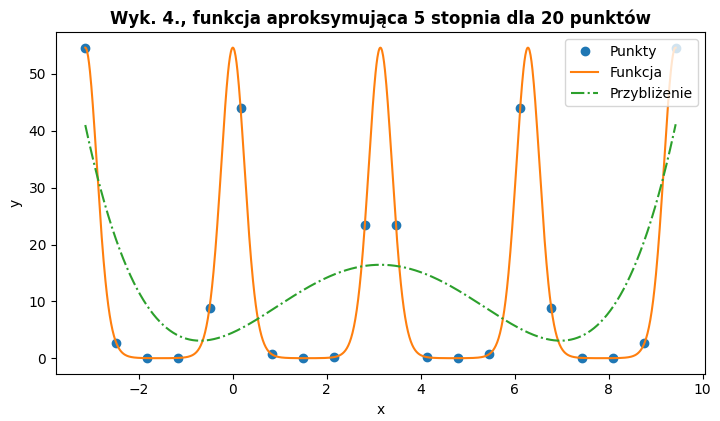 Wyk. 4., funkcja aproksymująca 5 stopnia dla 20 punktów
Punkty
Funkcja
Przybliżenie
y
50
40
30
20
10
0
−2
0
2
4
6
8
10
x